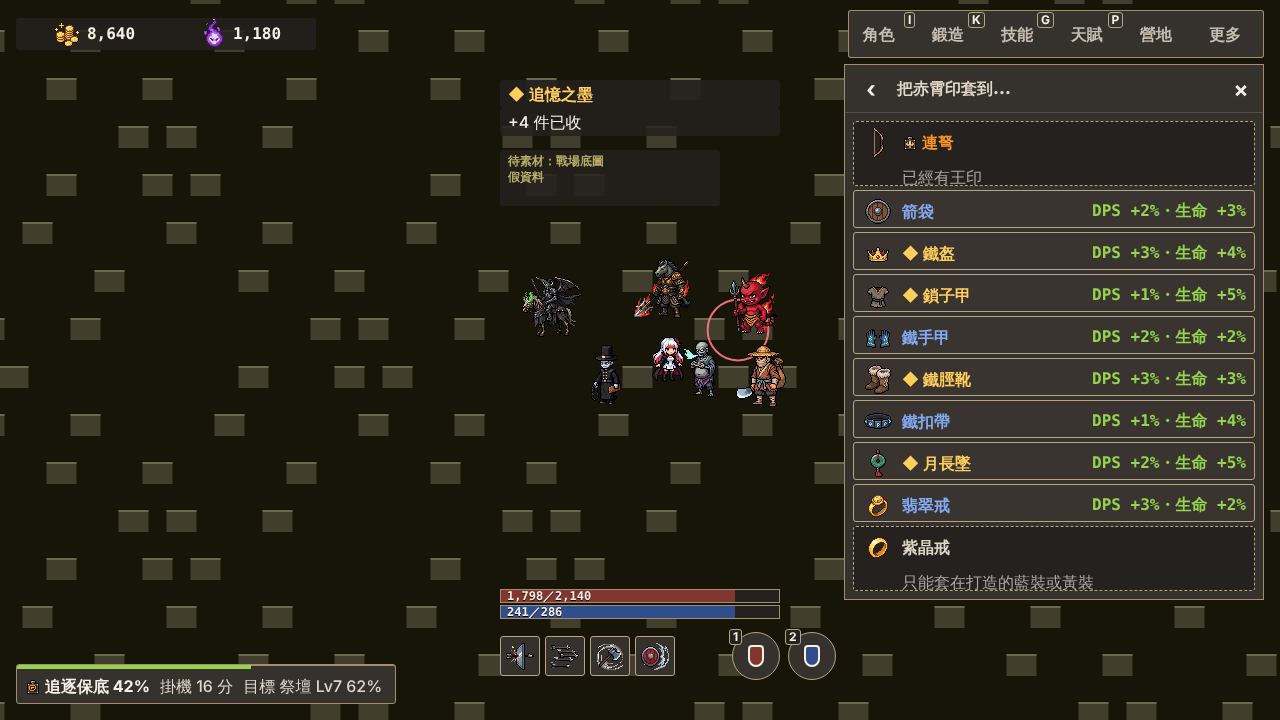 8,640
1,180
角色 I
鍛造 K
技能 G
天賦 P
營地
更多
◆ 追憶之墨
+4 件已收
待素材：戰場底圖
假資料
‹ 把赤霄印套到… ×
連弩
已經有王印
箭袋 DPS +2%·生命 +3%
◆ 鐵盔 DPS +3%·生命 +4%
◆ 鎖子甲 DPS +1%·生命 +5%
鐵手甲 DPS +2%·生命 +2%
◆ 鐵脛靴 DPS +3%·生命 +3%
鐵扣帶 DPS +1%·生命 +4%
◆ 月長墜 DPS +2%·生命 +5%
翡翠戒 DPS +3%·生命 +2%
紫晶戒
只能套在打造的藍裝或黃裝
1,798／2,140
241／286
1
2
追逐保底 42% 掛機 16 分 目標 祭壇 Lv7 62%